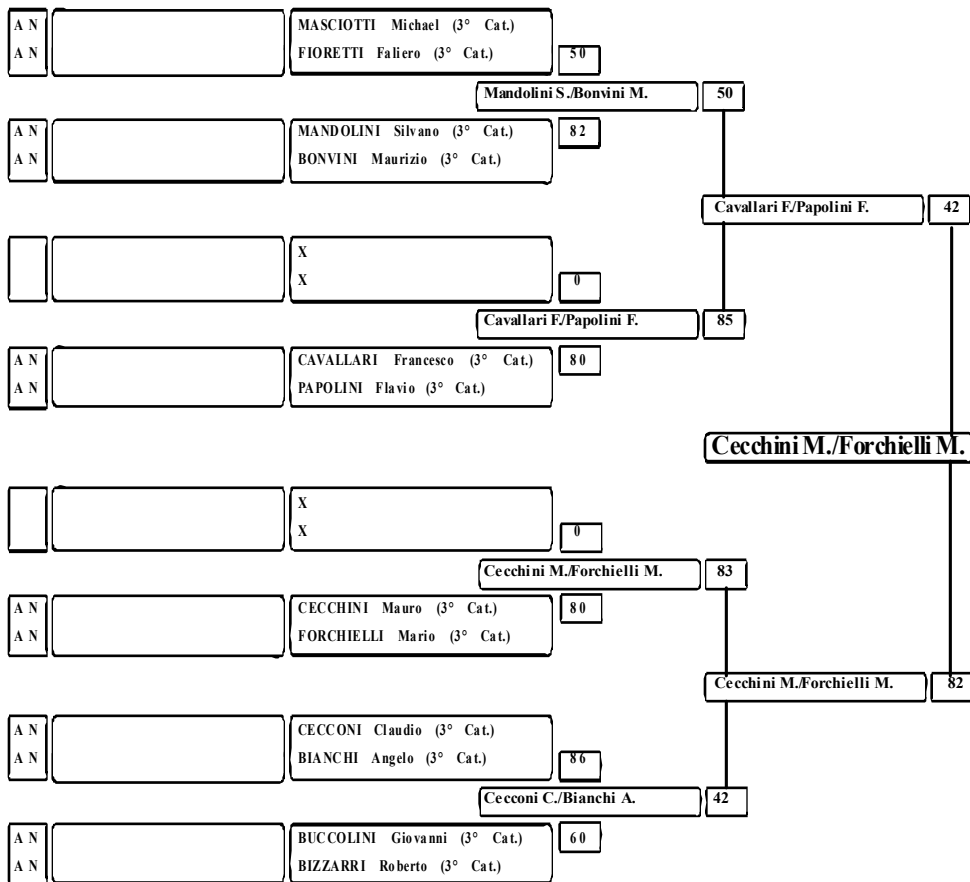 A N MASCIOTTI Michael (3° Cat.)
A N FIORETTI Faliero (3° Cat.) 50
Mandolini S./Bonvini M. 50
A N MANDOLINI Silvano (3° Cat.) 82
A N BONVINI Maurizio (3° Cat.)
Cavallari F./Papolini F. 42
X
X 0
Cavallari F./Papolini F. 85
A N CAVALLARI Francesco (3° Cat.) 80
A N PAPOLINI Flavio (3° Cat.)
Cecchini M./Forchielli M.
X
X 0
Cecchini M./Forchielli M. 83
A N CECCHINI Mauro (3° Cat.) 80
A N FORCHIELLI Mario (3° Cat.)
Cecchini M./Forchielli M. 82
A N CECCONI Claudio (3° Cat.)
A N BIANCHI Angelo (3° Cat.) 86
Cecconi C./Bianchi A. 42
A N BUCCOLINI Giovanni (3° Cat.) 60
A N BIZZARRI Roberto (3° Cat.)